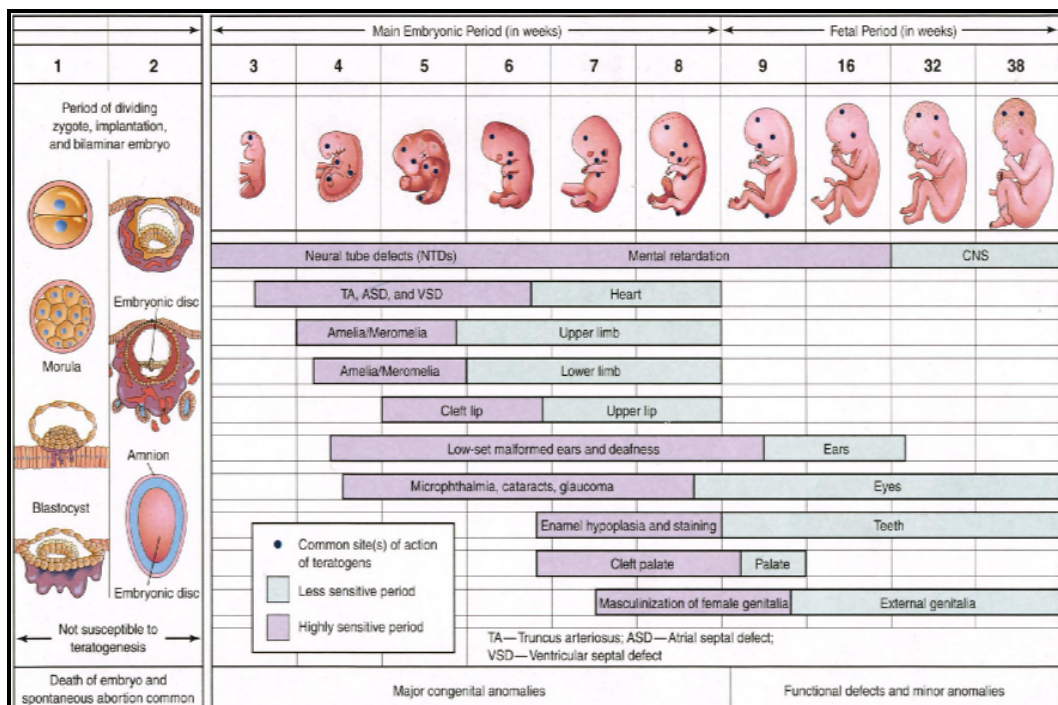 Main Embryonic Period (in weeks)
Fetal Period (in weeks)
1
2
3
4
5
6
7
8
9
16
32
38
Period of dividing
zygote, implantation,
and bilaminar embryo
Embryonic disc
Morula
Amnion
Blastocyst
Embryonic disc
Not susceptible to
teratogenesis
Death of embryo and
spontaneous abortion common
Neural tube defects (NTDs)
Mental retardation
CNS
TA, ASD, and VSD
Heart
Amelia/Meromelia
Upper limb
Amelia/Meromelia
Lower limb
Cleft lip
Upper lip
Low-set malformed ears and deafness
Ears
Microphthalmia, cataracts, glaucoma
Eyes
Enamel hypoplasia and staining
Teeth
Cleft palate
Palate
Masculinization of female genitalia
External genitalia
Common site(s) of action
of teratogens
Less sensitive period
Highly sensitive period
TA—Truncus arteriosus; ASD—Atrial septal defect;
VSD—Ventricular septal defect
Major congenital anomalies
Functional defects and minor anomalies